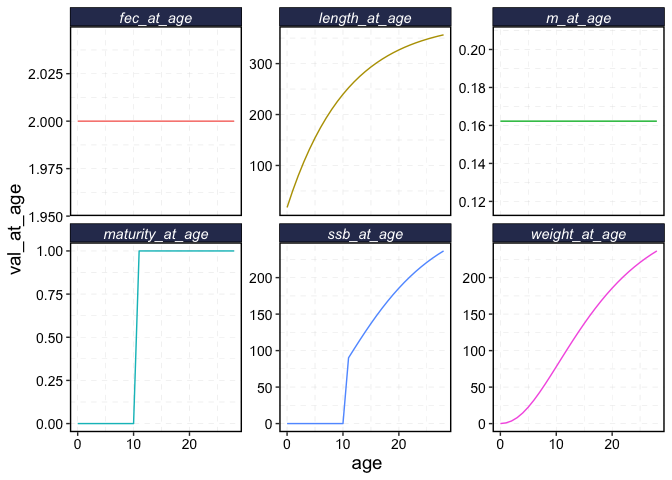 fec_at_age
length_at_age
m_at_age
2.025
2.000
1.975
1.950
300
200
100
0.20
0.18
0.16
0.14
0.12
val_at_age
maturity_at_age
ssb_at_age
weight_at_age
1.00
0.75
0.50
0.25
0.00
200
150
100
50
0
200
150
100
50
0
0 10 20
0 10 20
0 10 20
age